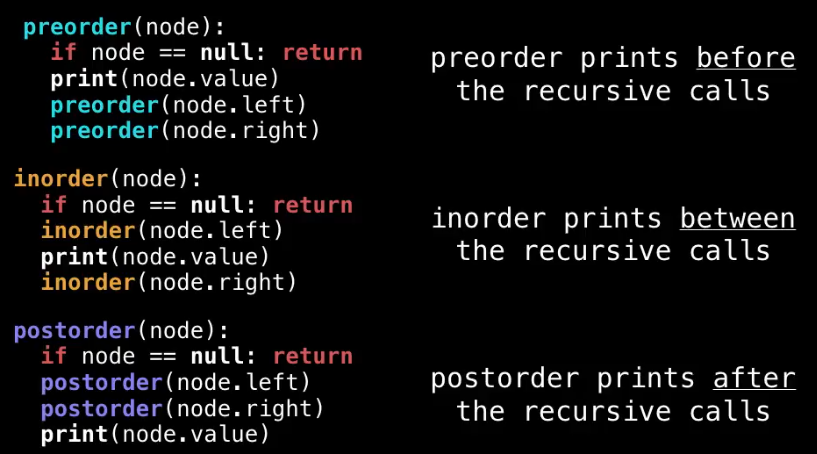 preorder(node):
if node == null: return
print(node.value)
preorder(node.left)
preorder(node.right)
preorder prints before
the recursive calls
inorder(node):
if node == null: return
inorder(node.left)
print(node.value)
inorder(node.right)
inorder prints between
the recursive calls
postorder(node):
if node == null: return
postorder(node.left)
postorder(node.right)
print(node.value)
postorder prints after
the recursive calls